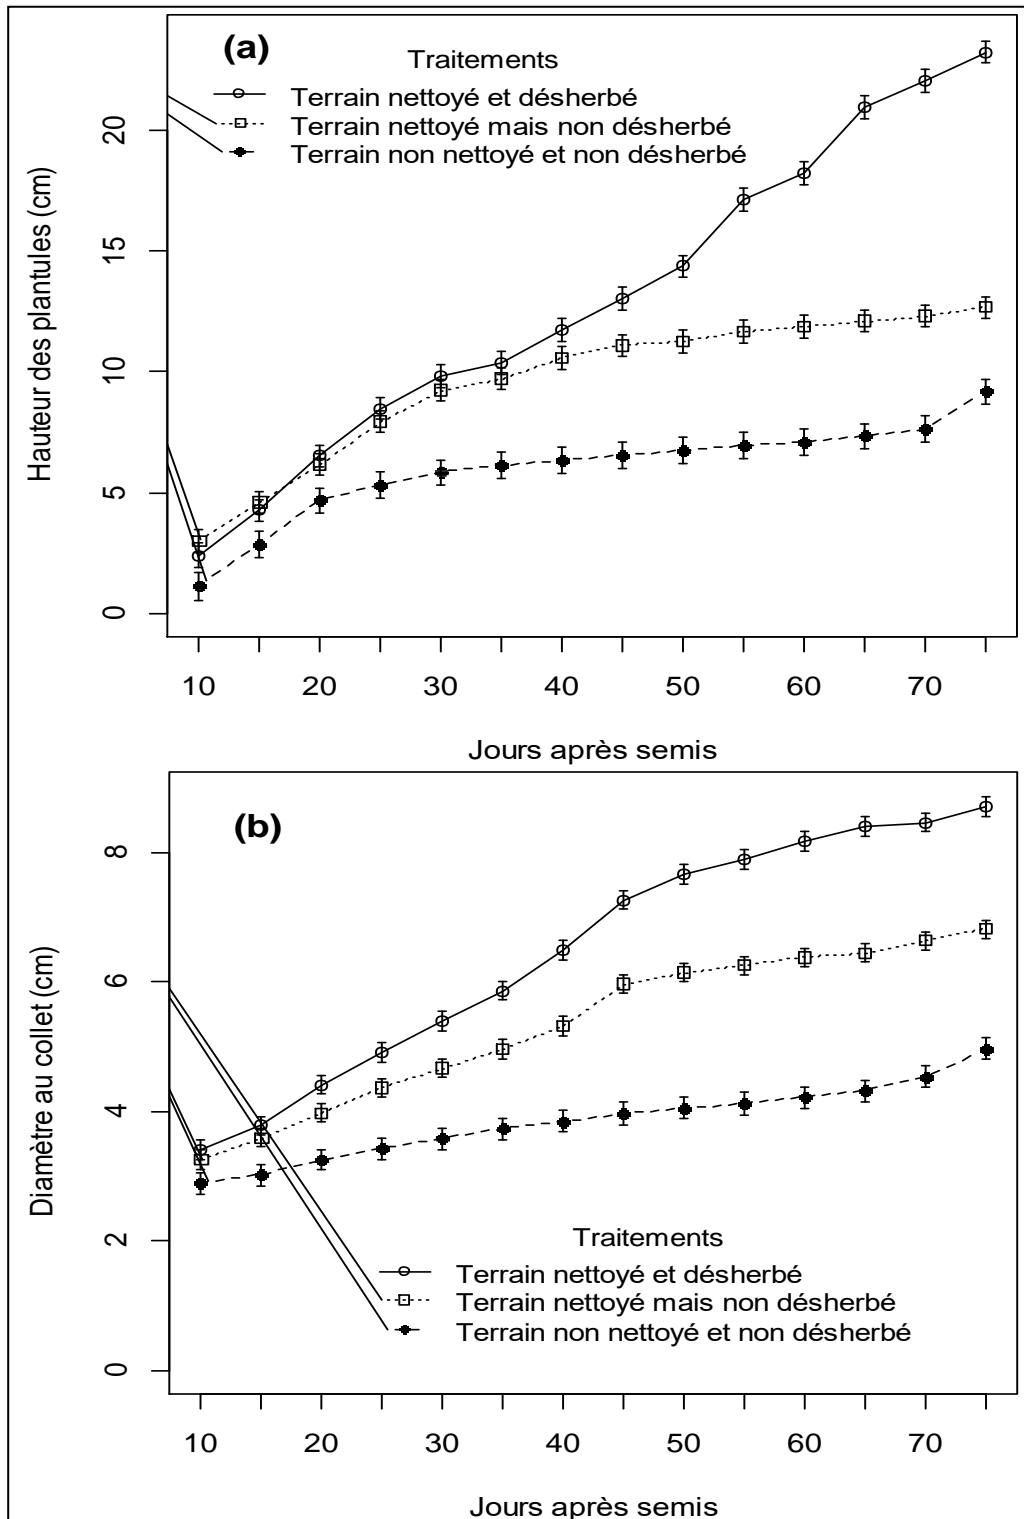 (a)
Traitements
Terrain nettoyé et désherbé
Terrain nettoyé mais non désherbé
Terrain non nettoyé et non désherbé
Hauteur des plantules (cm)
20
15
10
5
0
10 20 30 40 50 60 70
Jours après semis
(b)
Diamètre au collet (cm)
8
6
4
2
0
Traitements
Terrain nettoyé et désherbé
Terrain nettoyé mais non désherbé
Terrain non nettoyé et non désherbé
10 20 30 40 50 60 70
Jours après semis